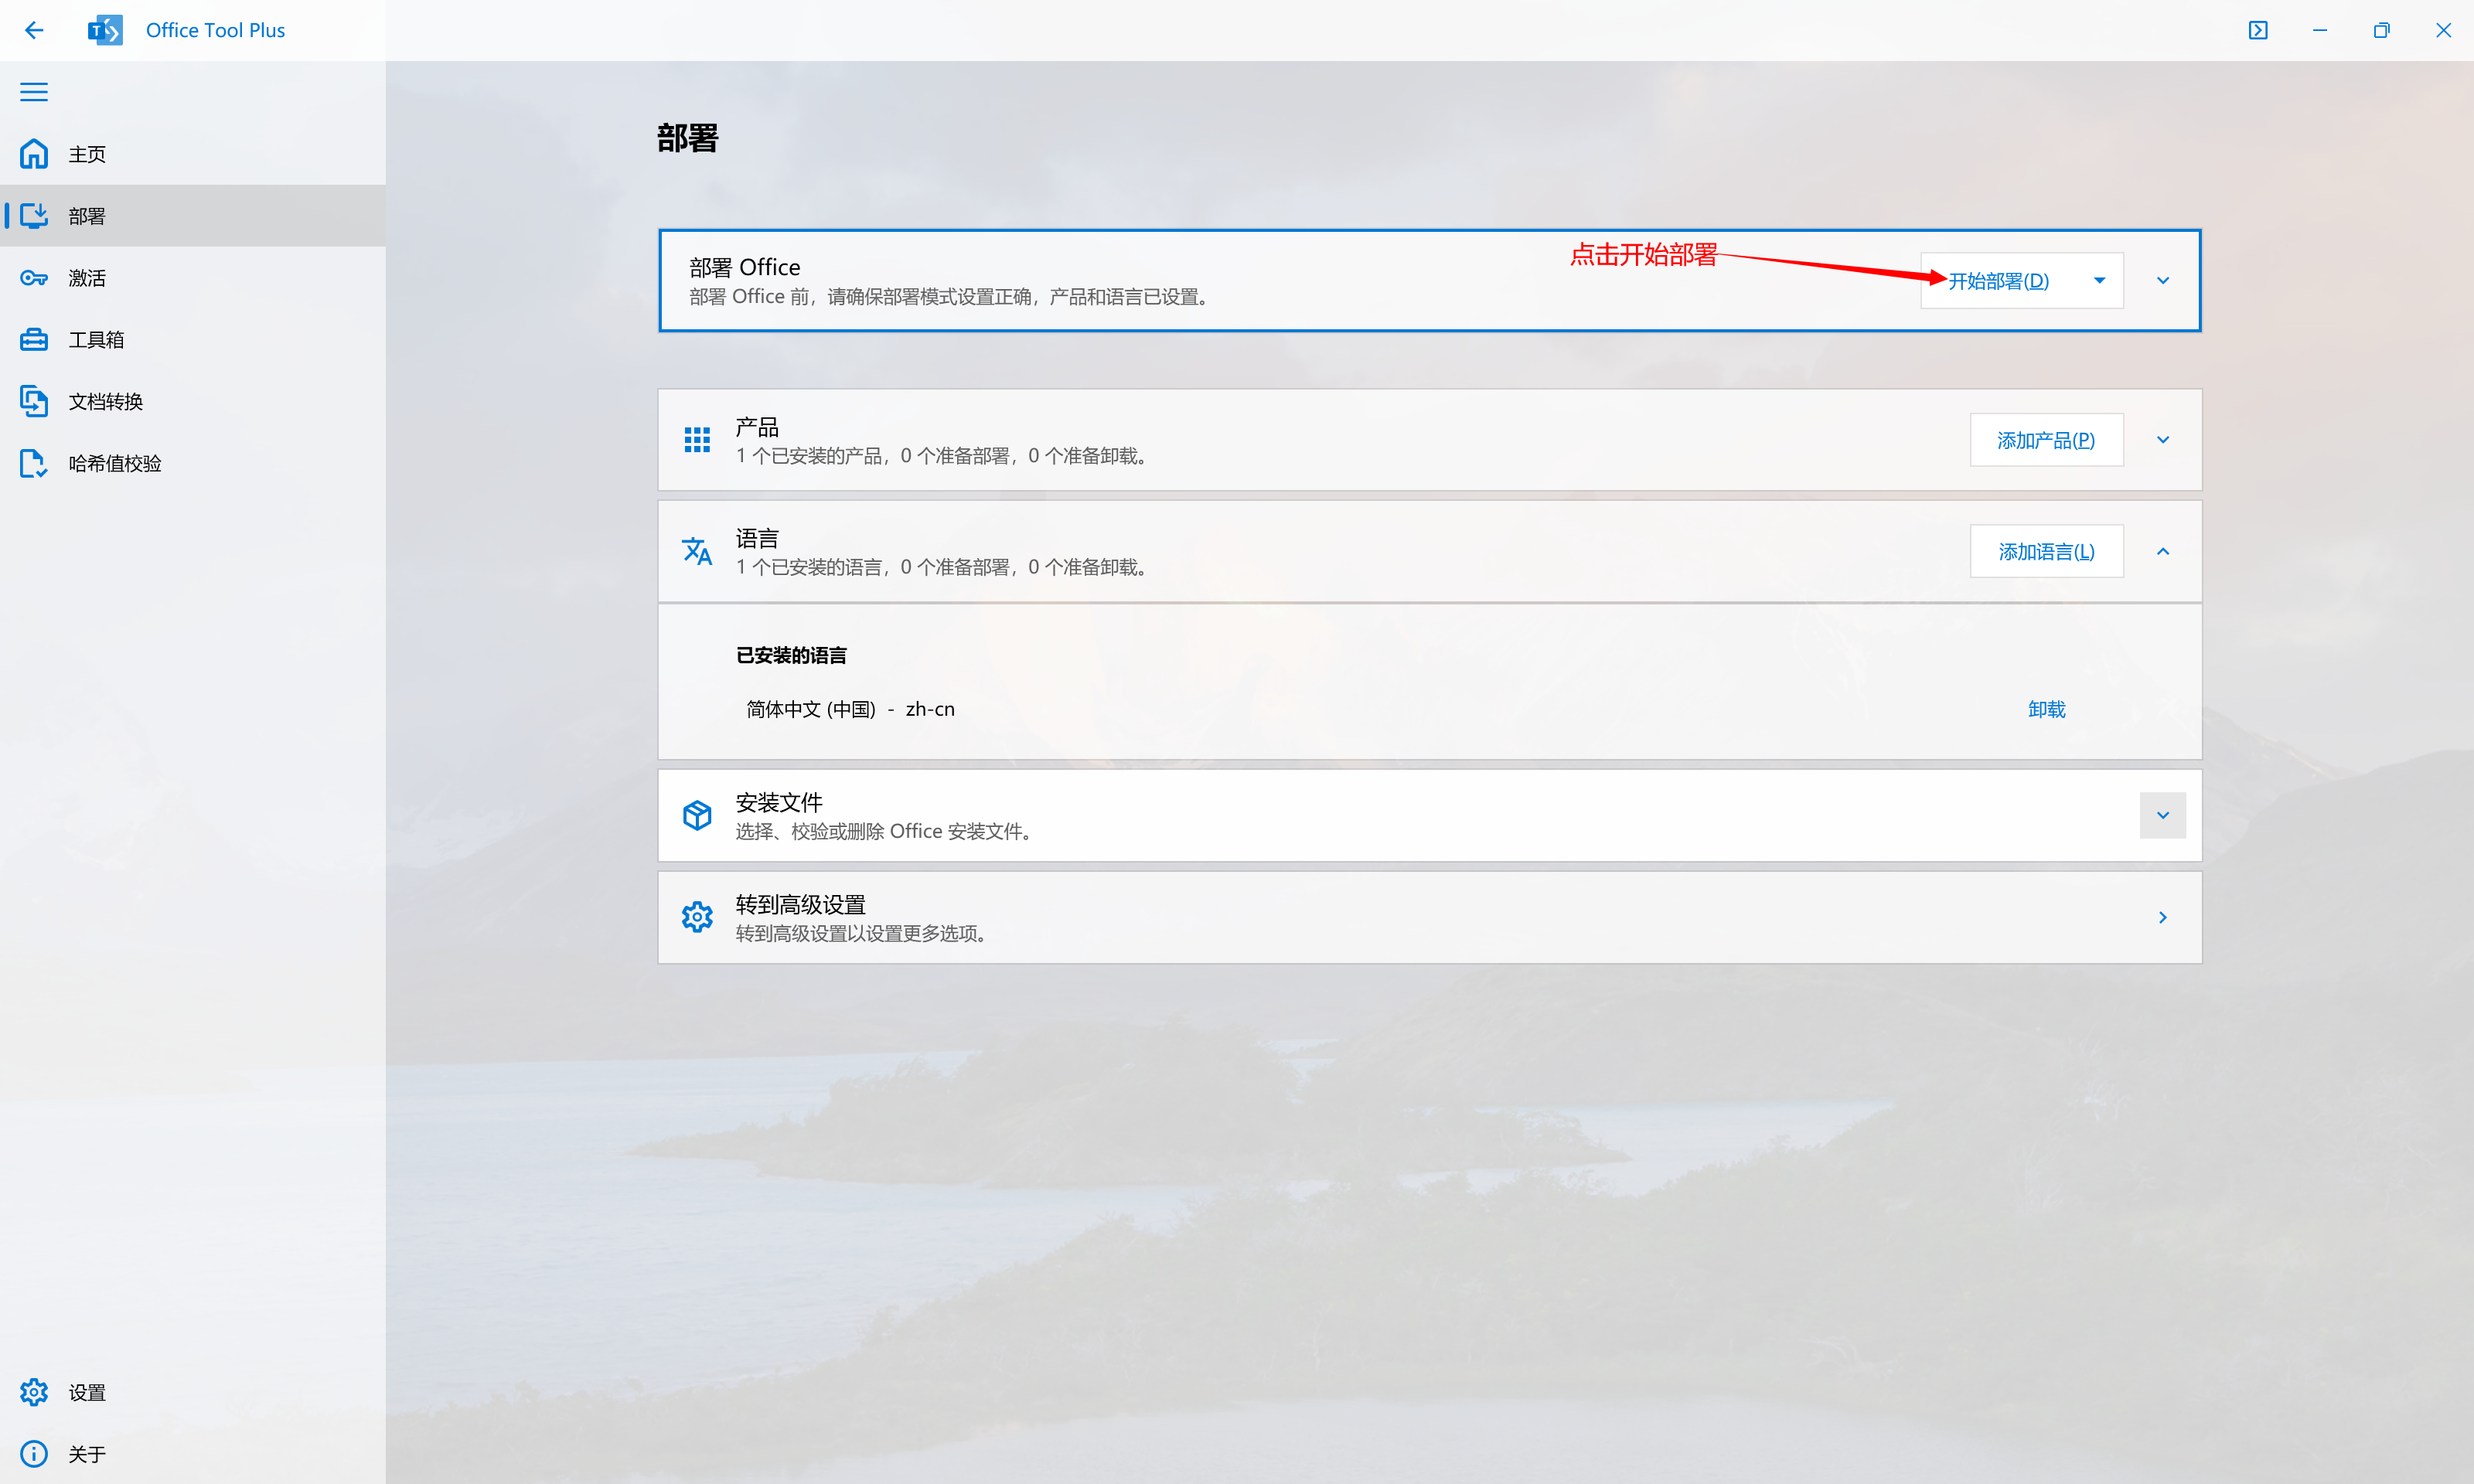 Office Tool Plus
主页
部署
激活
工具箱
文档转换
哈希值校验
设置
关于
部署
部署 Office
部署 Office 前，请确保部署模式设置正确，产品和语言已设置。
点击开始部署
开始部署(D)
产品
1 个已安装的产品，0 个准备部署，0 个准备卸载。
添加产品(P)
语言
1 个已安装的语言，0 个准备部署，0 个准备卸载。
添加语言(L)
已安装的语言
简体中文 (中国) - zh-cn
卸载
安装文件
选择、校验或删除 Office 安装文件。
转到高级设置
转到高级设置以设置更多选项。